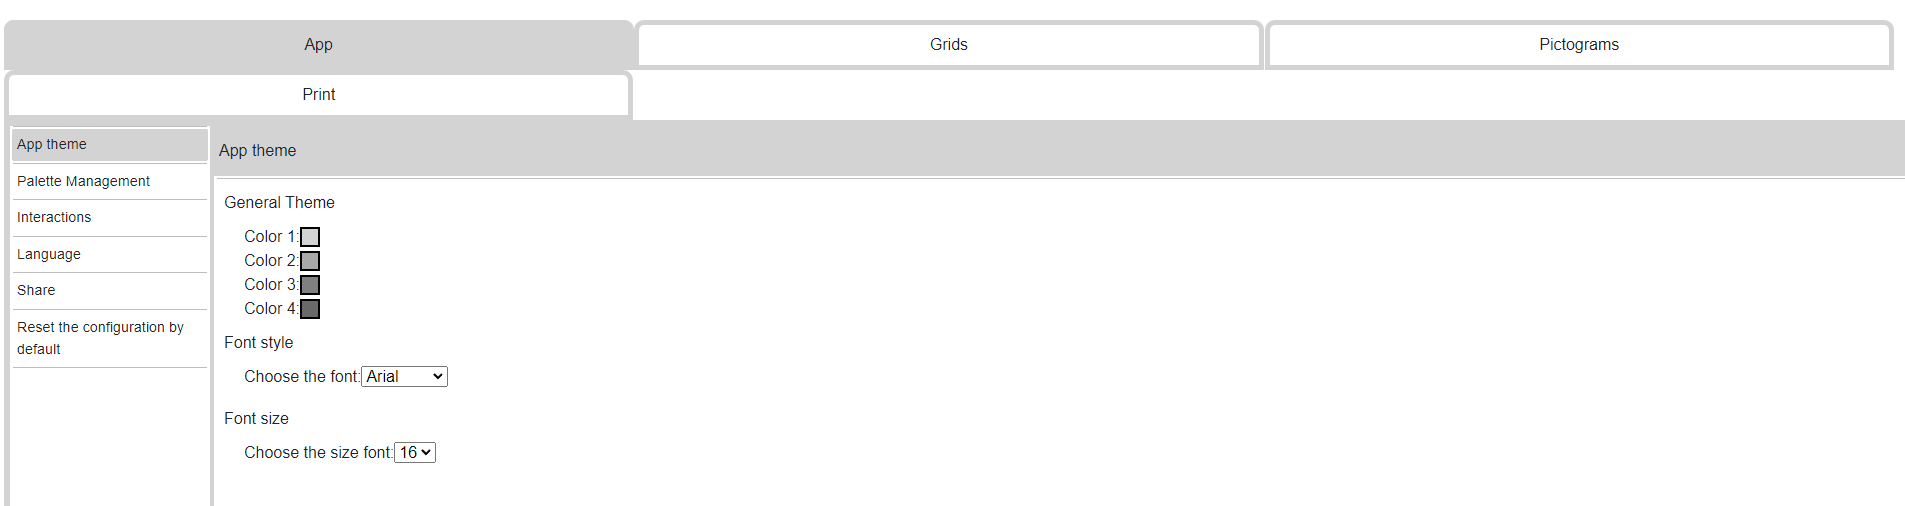 App
Grids
Pictograms
Print
App theme
Palette Management
Interactions
Language
Share
Reset the configuration by
default
App theme
General Theme
Color 1:
Color 2:
Color 3:
Color 4:
Font style
Choose the font: Arial
Font size
Choose the size font: 16